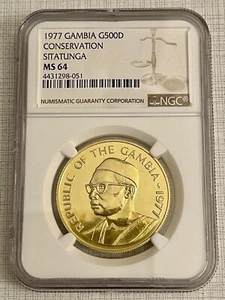 1977 GAMBIA G500D
CONSERVATION
SITATUNGA
MS 64
4431298-051
NUMISMATIC GUARANTY CORPORATION
NGC
REPUBLIC OF THE GAMBIA ~ 1977